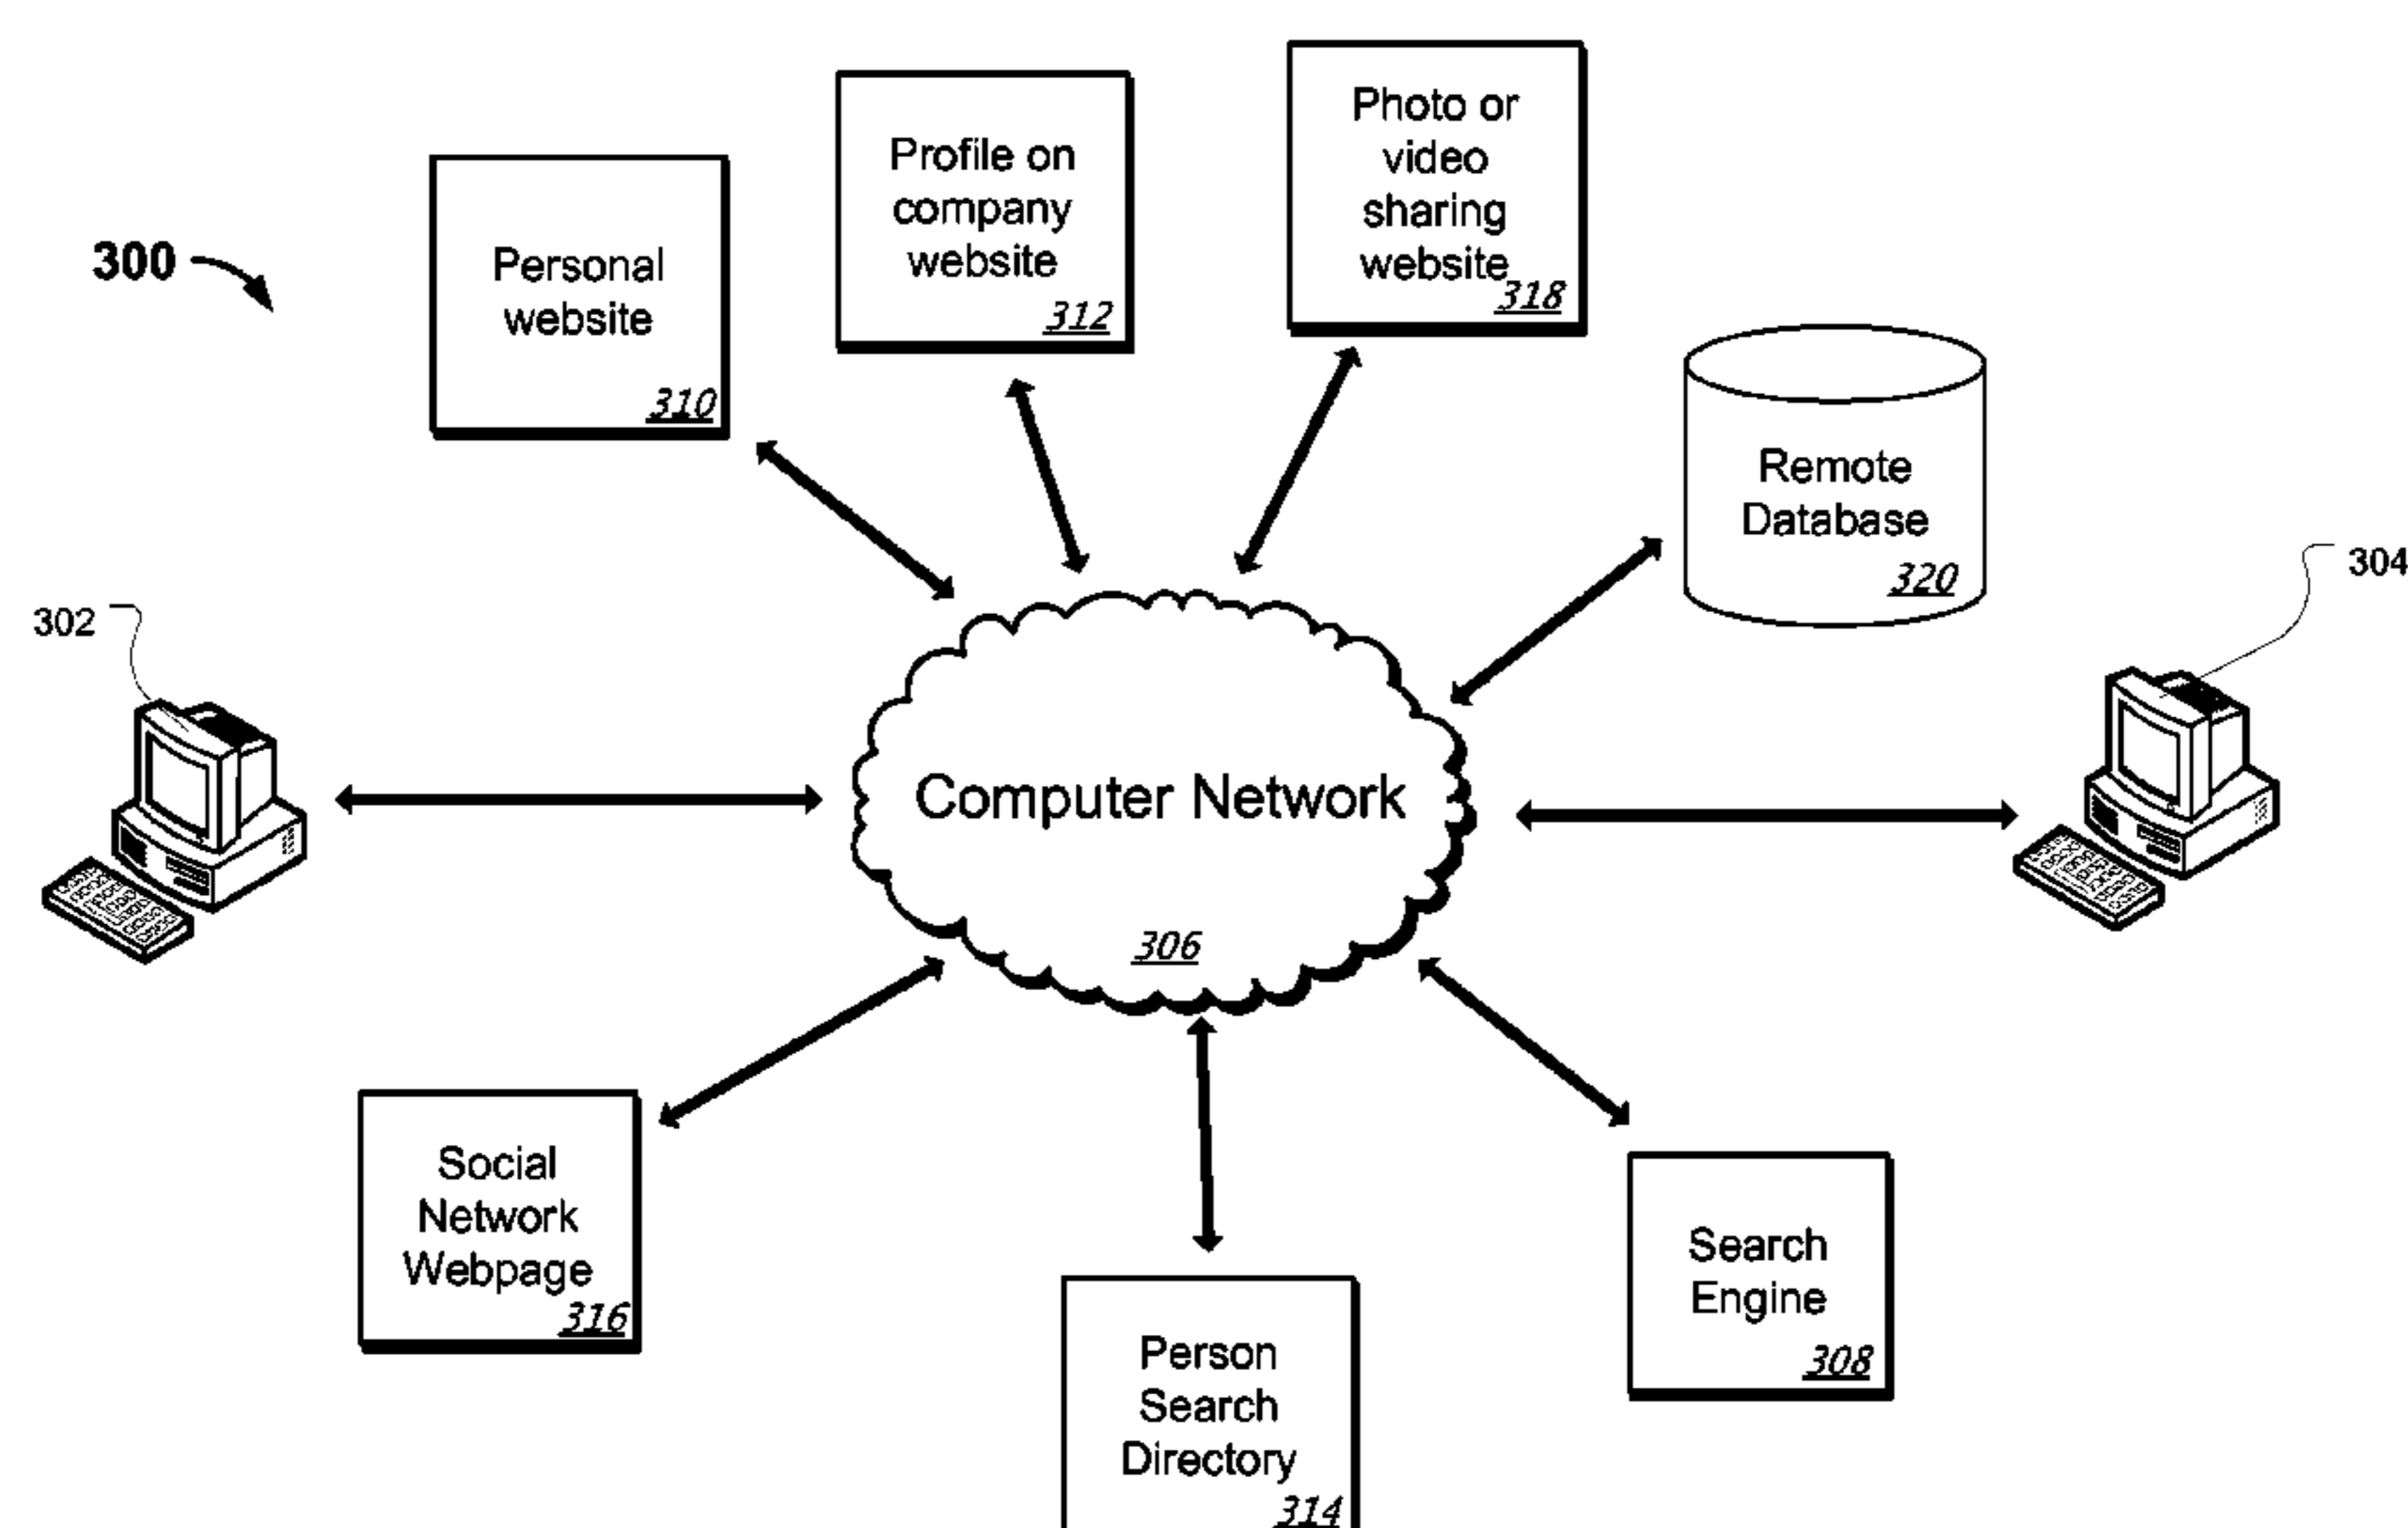 300
Personal
website
310
Profile on
company
website
312
Photo or
video
sharing
website
318
Remote
Database
320
302
304
Computer Network
306
Social
Network
Webpage
316
Person
Search
Directory
314
Search
Engine
308